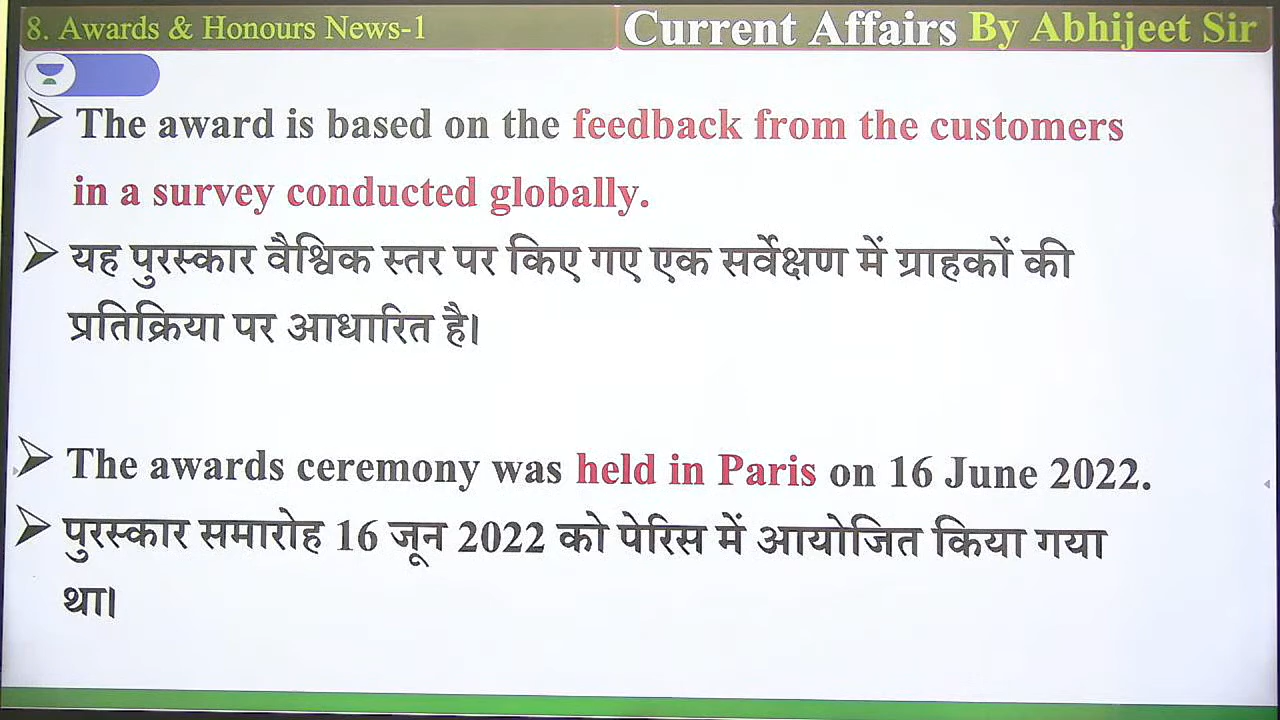 8. Awards & Honours News-1
Current Affairs By Abhijeet Sir
The award is based on the feedback from the customers
in a survey conducted globally.
यह पुरस्कार वैश्विक स्तर पर किए गए एक सर्वेक्षण में ग्राहकों की
प्रतिक्रिया पर आधारित है।
The awards ceremony was held in Paris on 16 June 2022.
पुरस्कार समारोह 16 जून 2022 को पेरिस में आयोजित किया गया
था।